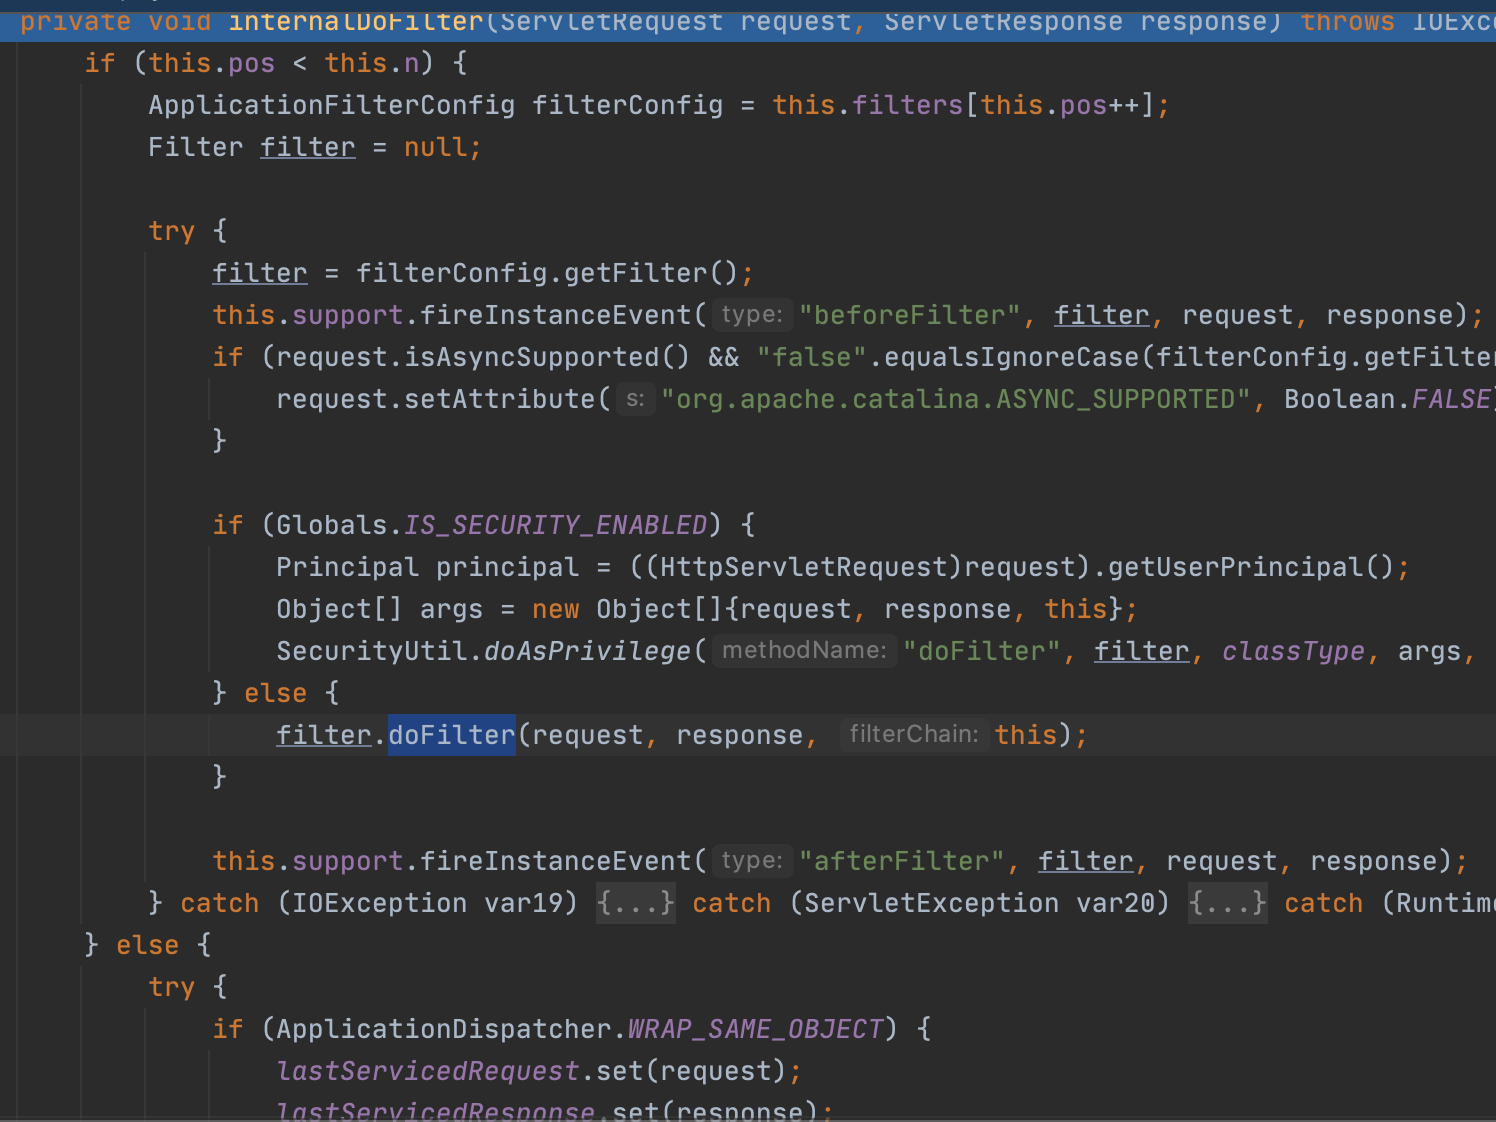 private void internalDoFilter(ServletRequest request, ServletResponse response) throws IOExc
if (this.pos < this.n) {
ApplicationFilterConfig filterConfig = this.filters[this.pos++];
Filter filter = null;
try {
filter = filterConfig.getFilter();
this.support.fireInstanceEvent( type: "beforeFilter", filter, request, response);
if (request.isAsyncSupported() && "false".equalsIgnoreCase(filterConfig.getFilter
request.setAttribute( s: "org.apache.catalina.ASYNC_SUPPORTED", Boolean.FALSE)
}
if (Globals.IS_SECURITY_ENABLED) {
Principal principal = ((HttpServletRequest)request).getUserPrincipal();
Object[] args = new Object[]{request, response, this};
SecurityUtil.doAsPrivilege( methodName: "doFilter", filter, classType, args,
} else {
filter.doFilter(request, response, filterChain: this);
}
this.support.fireInstanceEvent( type: "afterFilter", filter, request, response);
} catch (IOException var19) {...} catch (ServletException var20) {...} catch (Runtime
} else {
try {
if (ApplicationDispatcher.WRAP_SAME_OBJECT) {
lastServicedRequest.set(request);
lastServicedResponse.set(response);